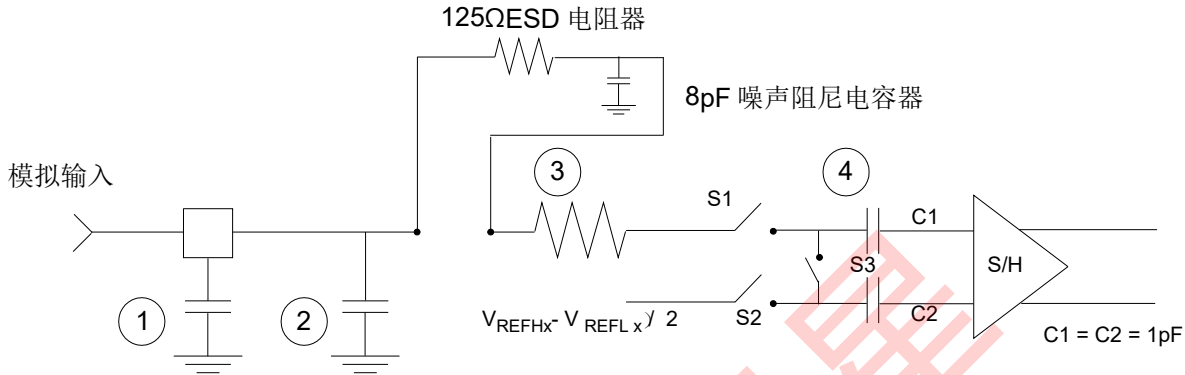 125ΩESD 电阻器
8pF 噪声阻尼电容器
模拟输入
3
4
S1
C1
S3
S/H
1
2
VREFHx- V REFL x)/ 2
S2
C2
C1 = C2 = 1pF